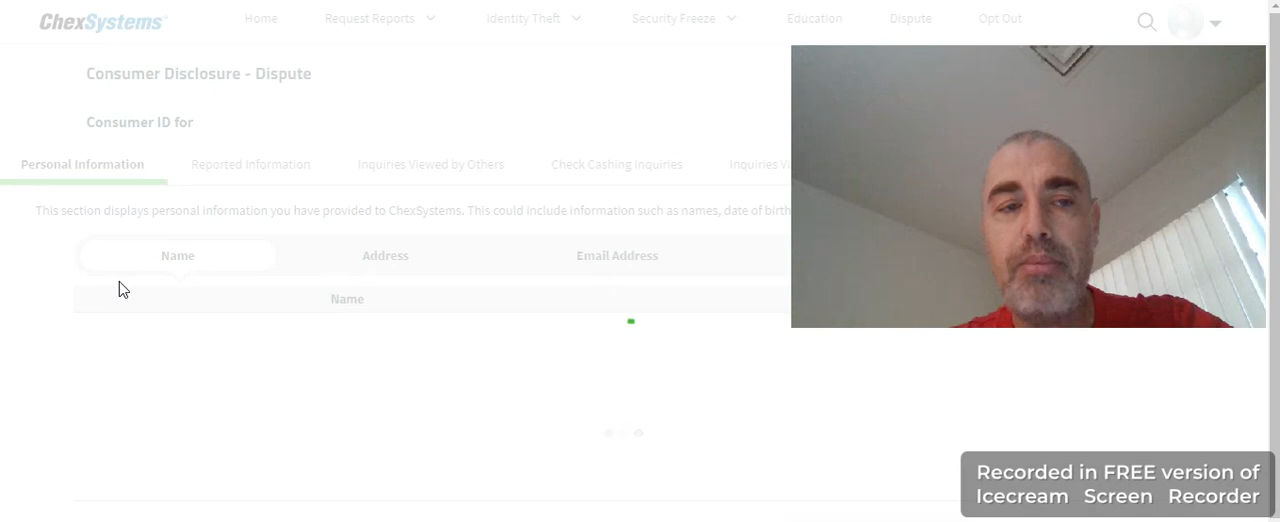 ChexSystems
Home Request Reports Identity Theft Security Freeze Education Dispute Opt Out
Consumer Disclosure - Dispute
Consumer ID for
Personal Information Reported Information Inquiries Viewed by Others Check Cashing Inquiries Inquiries
This section displays personal information you have provided to ChexSystems. This could include information such as names, date of birth
Name Address Email Address
Name
Recorded in FREE version of
Icecream Screen Recorder